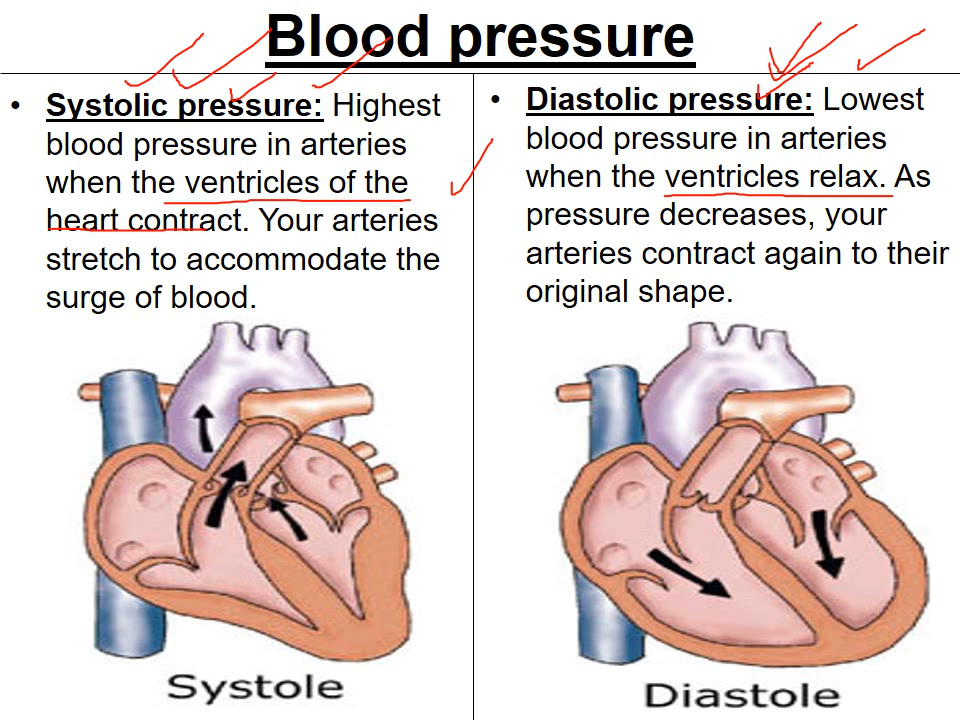 Blood pressure
• Systolic pressure: Highest
blood pressure in arteries
when the ventricles of the
heart contract. Your arteries
stretch to accommodate the
surge of blood.
• Diastolic pressure: Lowest
blood pressure in arteries
when the ventricles relax. As
pressure decreases, your
arteries contract again to their
original shape.
Systole
Diastole